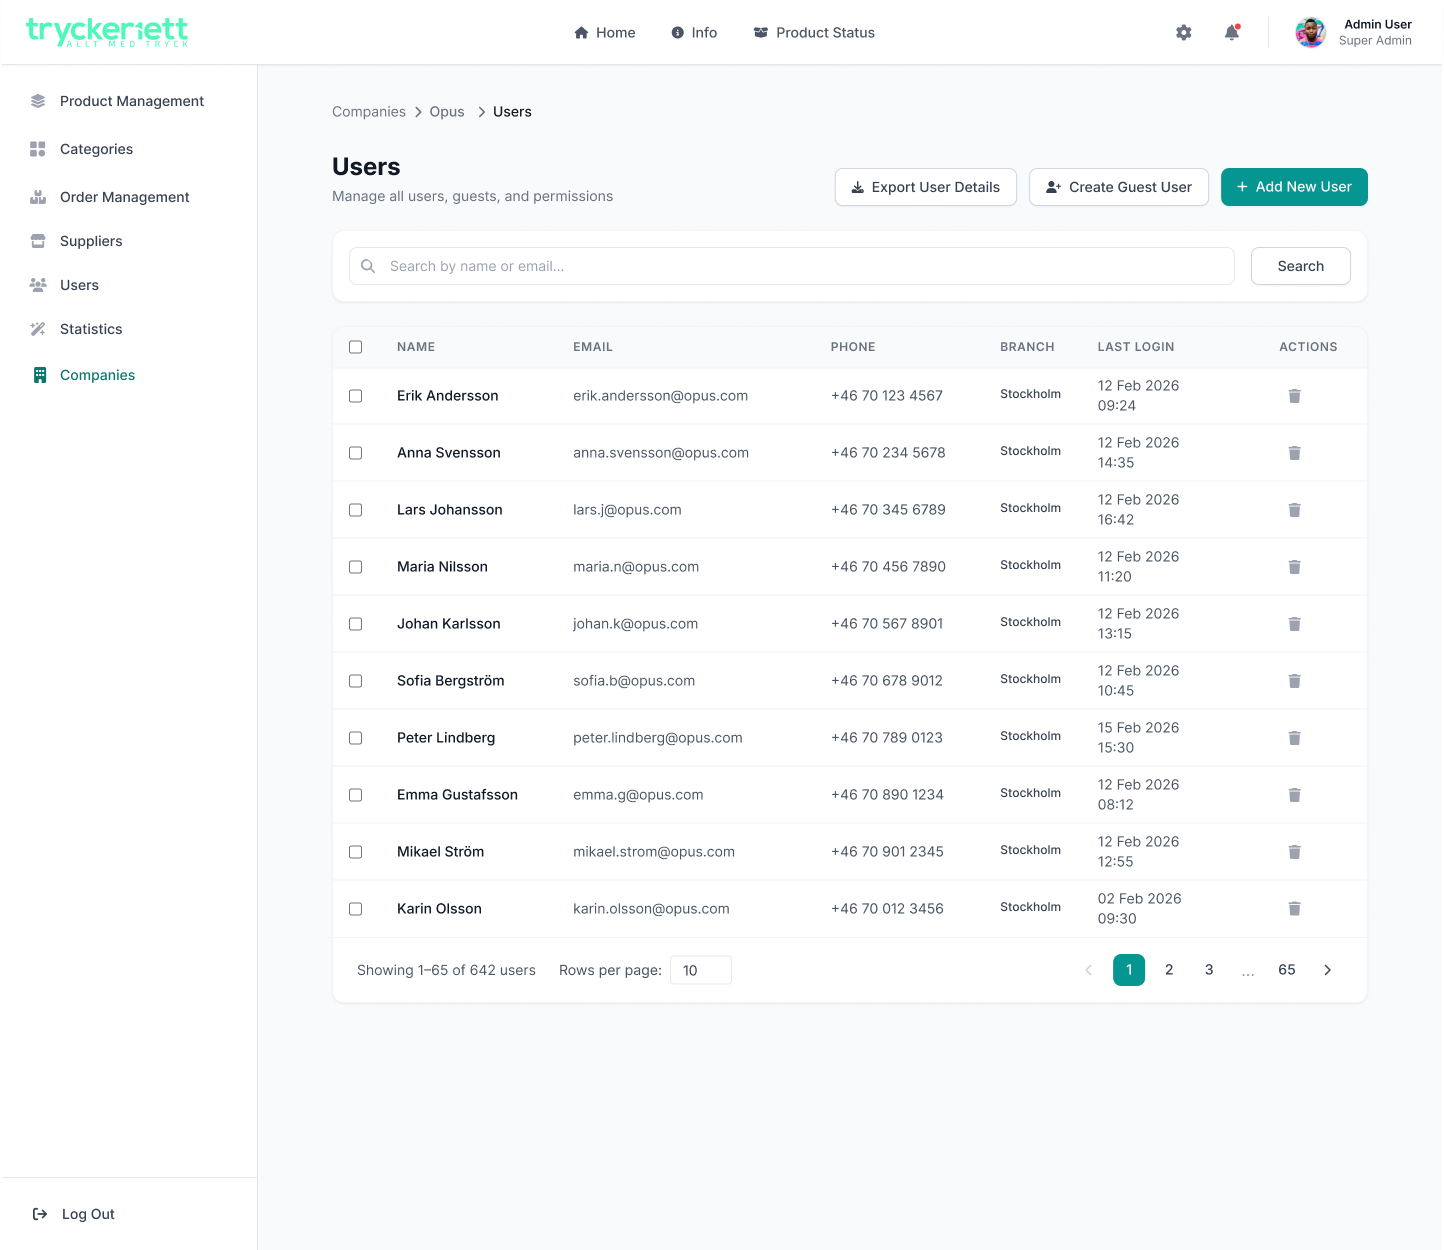 tryckeriett
ALLT MED TRYCK
Home
Info
Product Status
Admin User
Super Admin
Product Management
Categories
Order Management
Suppliers
Users
Statistics
Companies
Log Out
Companies > Opus > Users
Users
Manage all users, guests, and permissions
Export User Details
Create Guest User
+ Add New User
Search by name or email...
Search
NAME EMAIL PHONE BRANCH LAST LOGIN ACTIONS
Erik Andersson erik.andersson@opus.com +46 70 123 4567 Stockholm 12 Feb 2026
09:24
Anna Svensson anna.svensson@opus.com +46 70 234 5678 Stockholm 12 Feb 2026
14:35
Lars Johansson lars.j@opus.com +46 70 345 6789 Stockholm 12 Feb 2026
16:42
Maria Nilsson maria.n@opus.com +46 70 456 7890 Stockholm 12 Feb 2026
11:20
Johan Karlsson johan.k@opus.com +46 70 567 8901 Stockholm 12 Feb 2026
13:15
Sofia Bergström sofia.b@opus.com +46 70 678 9012 Stockholm 12 Feb 2026
10:45
Peter Lindberg peter.lindberg@opus.com +46 70 789 0123 Stockholm 15 Feb 2026
15:30
Emma Gustafsson emma.g@opus.com +46 70 890 1234 Stockholm 12 Feb 2026
08:12
Mikael Ström mikael.strom@opus.com +46 70 901 2345 Stockholm 12 Feb 2026
12:55
Karin Olsson karin.olsson@opus.com +46 70 012 3456 Stockholm 02 Feb 2026
09:30
Showing 1–65 of 642 users Rows per page: 10 < 1 2 3 ... 65 >